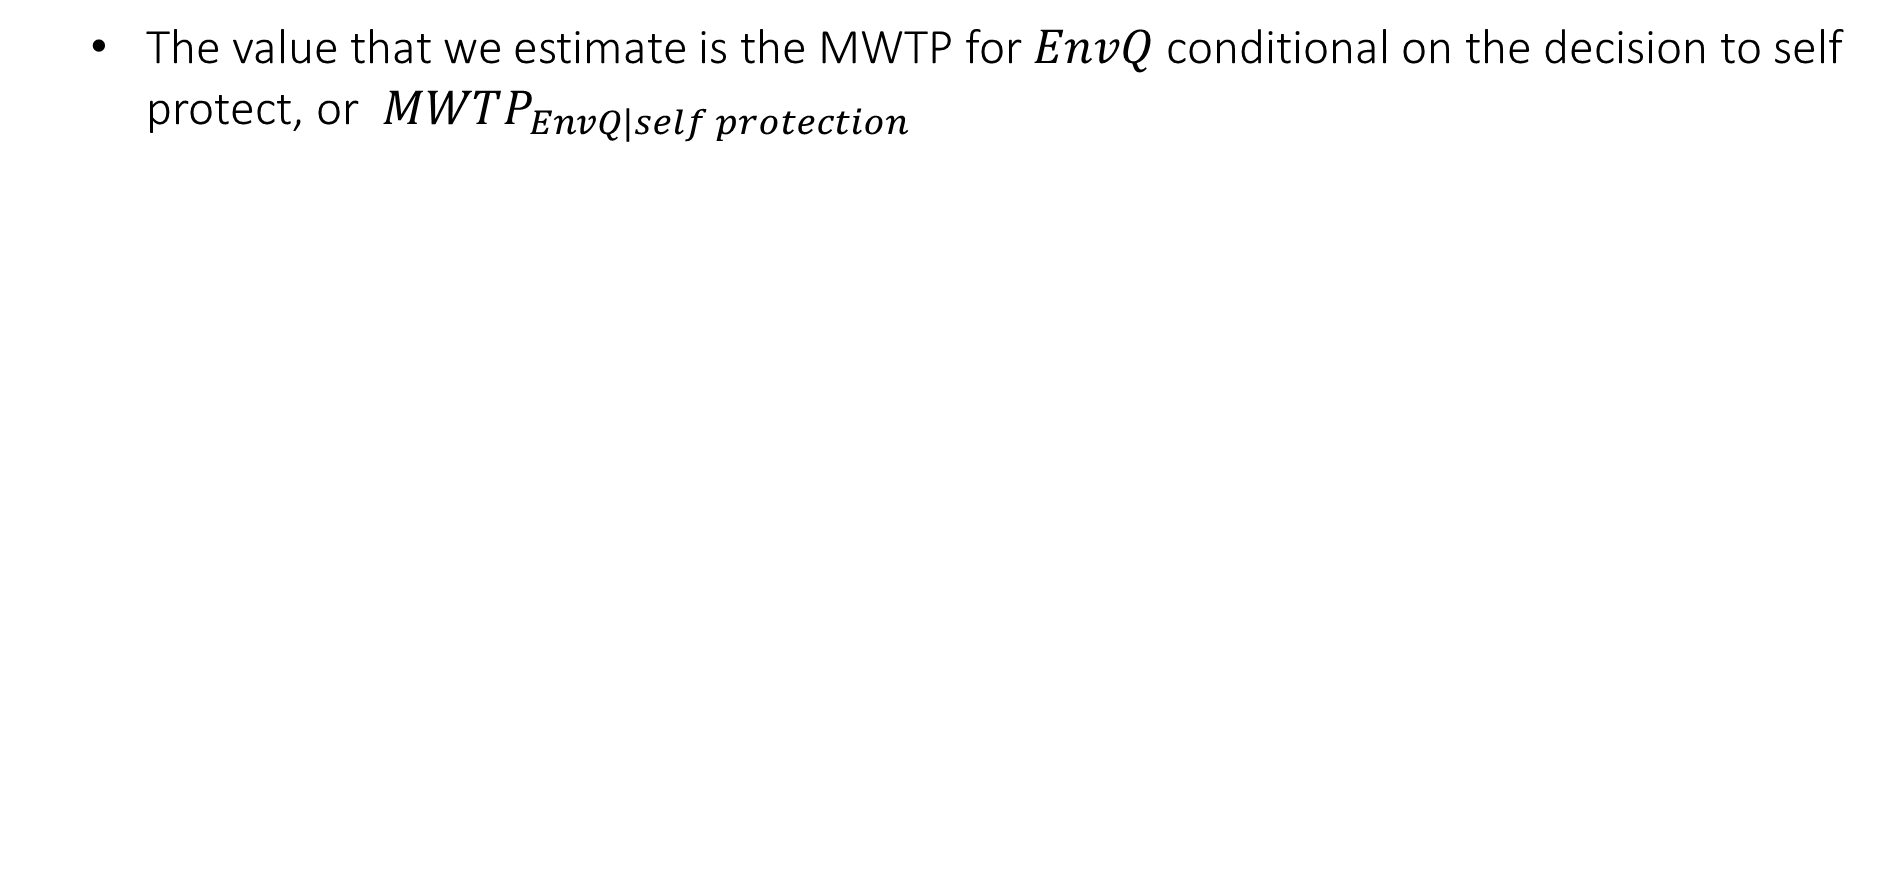 • The value that we estimate is the MWTP for EnvQ conditional on the decision to self
protect, or MWTP_{EnvQ|self protection}